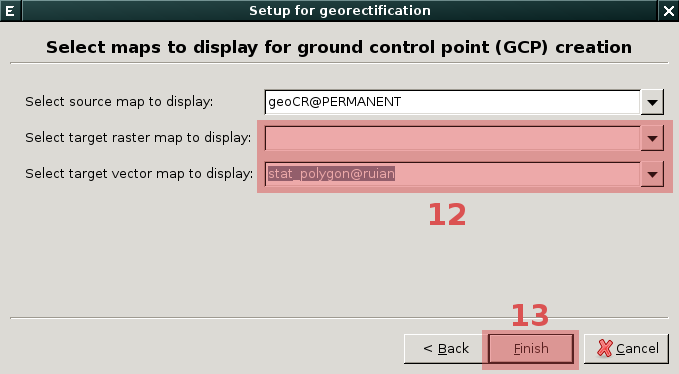 E Setup for georectification
Select maps to display for ground control point (GCP) creation
Select source map to display: geoCR@PERMANENT
Select target raster map to display:
Select target vector map to display: stat_polygon@ruian
12
13
< Back Finish Cancel